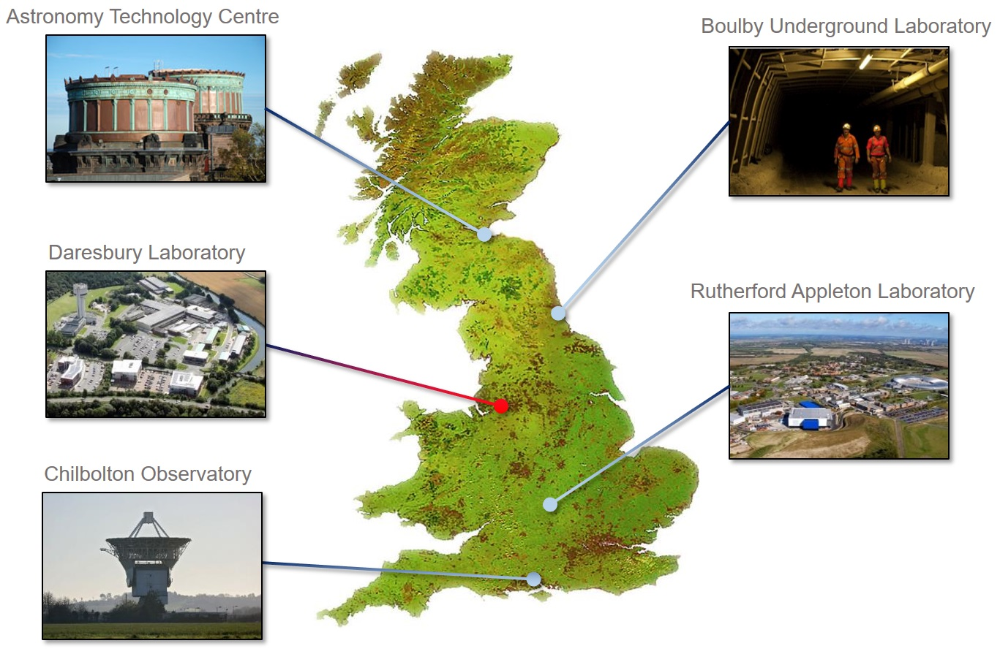 Astronomy Technology Centre
Boulby Underground Laboratory
Daresbury Laboratory
Rutherford Appleton Laboratory
Chilbolton Observatory